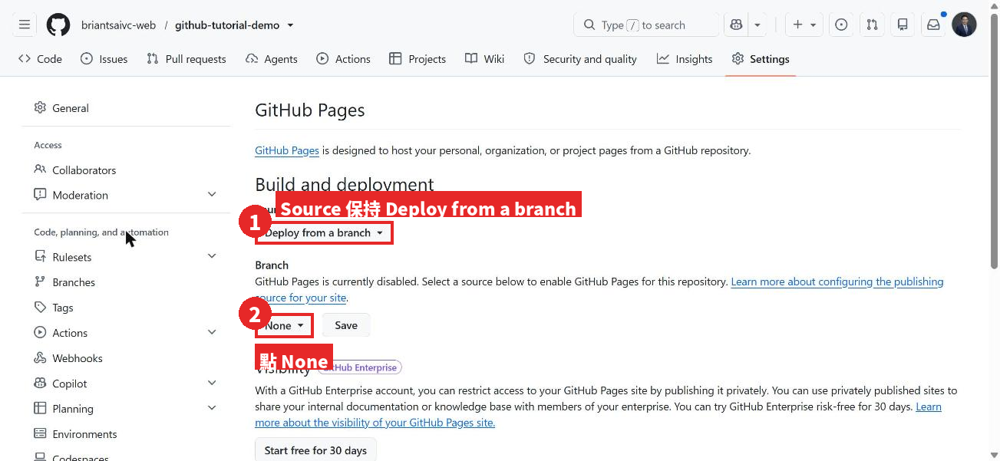 briantsaivc-web / github-tutorial-demo
Type / to search
Code
Issues
Pull requests
Agents
Actions
Projects
Wiki
Security and quality
Insights
Settings
General
Access
Collaborators
Moderation
Code, planning, and automation
Rulesets
Branches
Tags
Actions
Webhooks
Copilot
Planning
Environments
Codespaces
GitHub Pages
GitHub Pages is designed to host your personal, organization, or project pages from a GitHub repository.
Build and deployment
Source 保持 Deploy from a branch
1
Deploy from a branch
Branch
GitHub Pages is currently disabled. Select a source below to enable GitHub Pages for this repository. Learn more about configuring the publishing
source for your site.
2
None
Save
點 None
Visibility
GitHub Enterprise
With a GitHub Enterprise account, you can restrict access to your GitHub Pages site by publishing it privately. You can use privately published sites to
share your internal documentation or knowledge base with members of your enterprise. You can try GitHub Enterprise risk-free for 30 days. Learn
more about the visibility of your GitHub Pages site.
Start free for 30 days